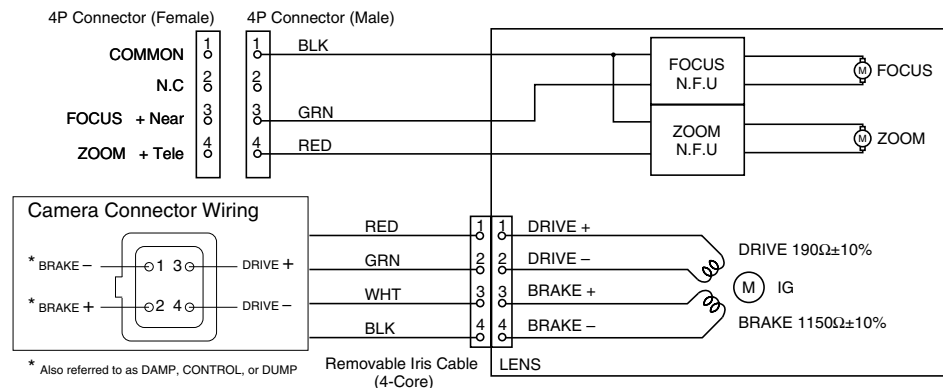 4P Connector (Female)
4P Connector (Male)
COMMON 1
N.C 2
FOCUS + Near 3
ZOOM + Tele 4
1 BLK
2
3 GRN
4 RED
FOCUS
N.F.U
M FOCUS
ZOOM
N.F.U
M ZOOM
Camera Connector Wiring
* BRAKE – 1 3 DRIVE +
* BRAKE + 2 4 DRIVE –
* Also referred to as DAMP, CONTROL, or DUMP
RED 1 1 DRIVE +
GRN 2 2 DRIVE –
WHT 3 3 BRAKE +
BLK 4 4 BRAKE –
DRIVE 190Ω±10%
M IG
BRAKE 1150Ω±10%
Removable Iris Cable
(4-Core)
LENS